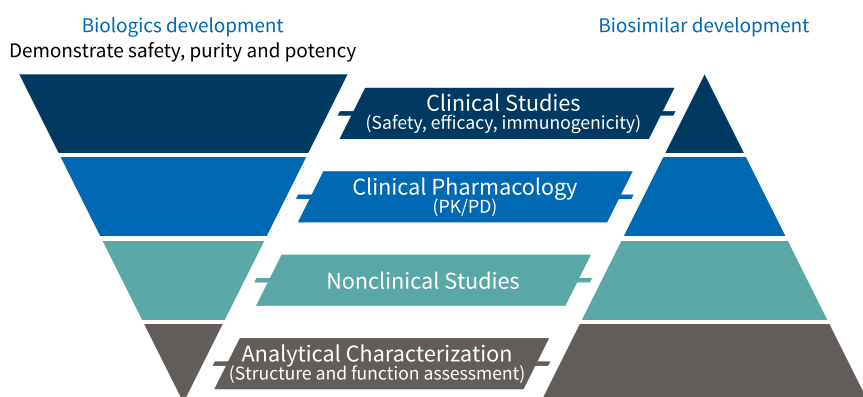 Biologics development
Demonstrate safety, purity and potency
Biosimilar development
Clinical Studies
(Safety, efficacy, immunogenicity)
Clinical Pharmacology
(PK/PD)
Nonclinical Studies
Analytical Characterization
(Structure and function assessment)